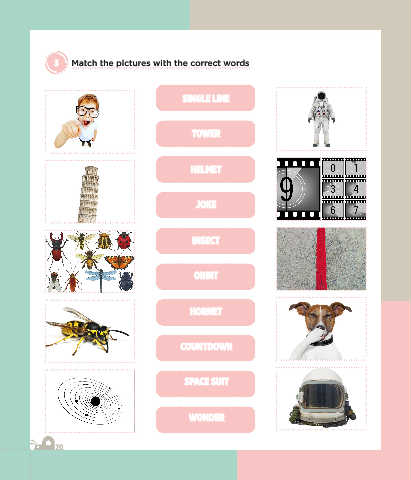 3 Match the pictures with the correct words
SINGLE LINE
TOWER
HELMET
JOKE
INSECT
ORBIT
HORNET
COUNTDOWN
SPACE SUIT
WONDER
9
0 1
3 4
6 7
20